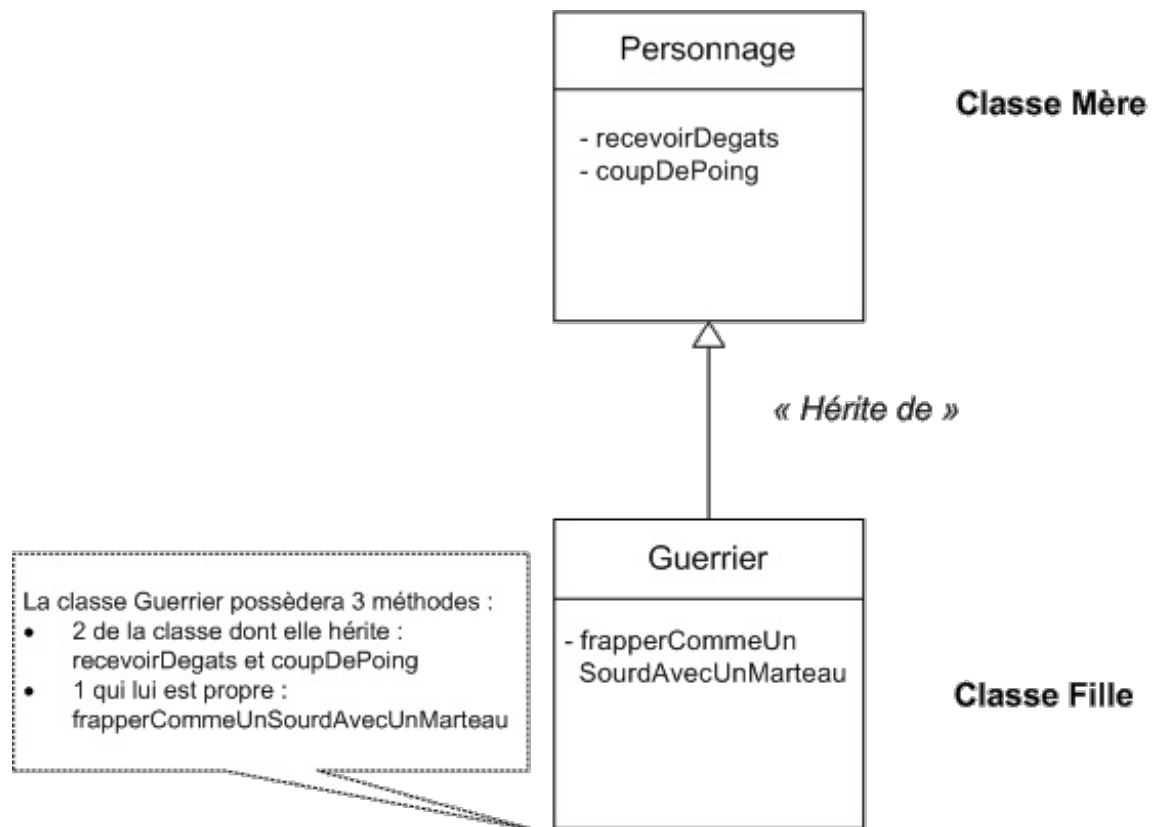 Personnage
Classe Mère
- recevoirDegats
- coupDePoing
« Hérite de »
Guerrier
La classe Guerrier possèdera 3 méthodes :
• 2 de la classe dont elle hérite :
recevoirDegats et coupDePoing
• 1 qui lui est propre :
frapperCommeUnSourdAvecUnMarteau
- frapperCommeUn
SourdAvecUnMarteau
Classe Fille